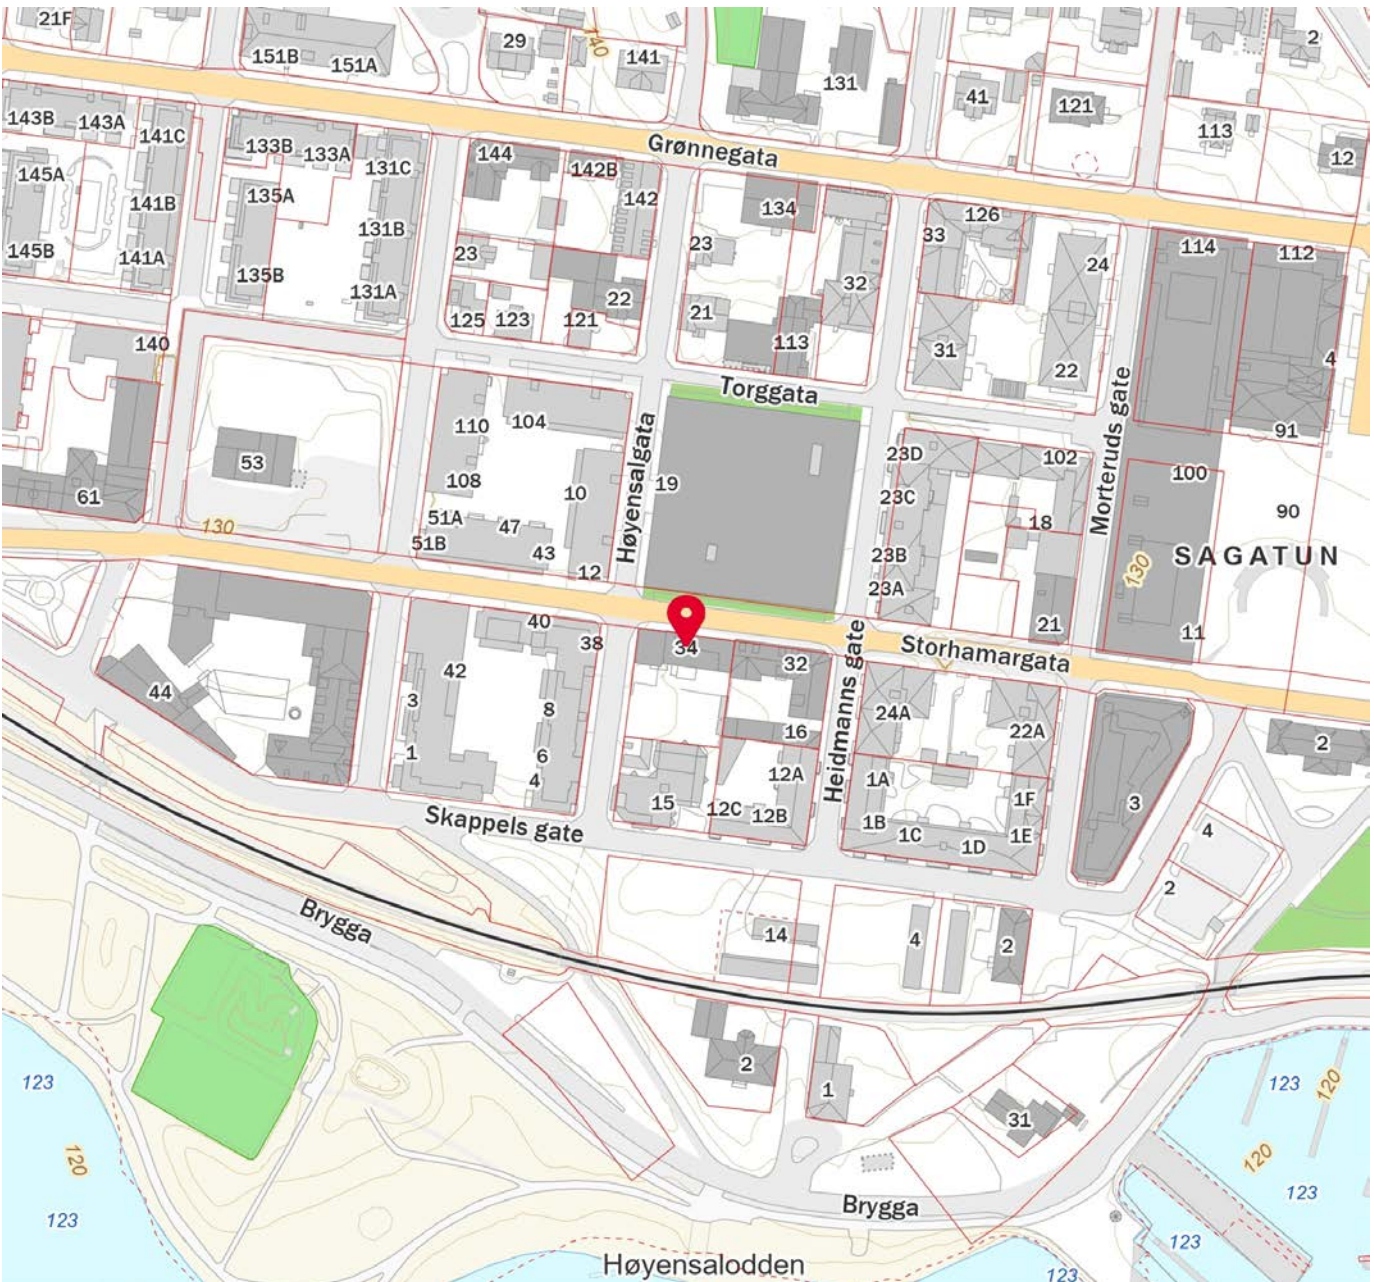 21F
151B
151A
29
140
141
131
41
121
2
113
12
143B
143A
141C
133B
133A
131C
144
142B
Grønnegata
145A
135A
141B
131B
142
134
126
33
114
112
145B
141A
135B
131A
23
22
23
32
24
125
123
121
21
113
31
22
4
140
Torggata
110
104
Høyensalgata
Morteruds gate
91
53
108
10
19
23D
102
100
61
51A
47
23C
18
90
130
51B
43
12
23B
130
SAGATUN
23A
40
38
34
32
Heidmanns gate
21
Storhamargata
11
44
42
3
8
24A
22A
2
1
6
16
4
12A
1A
1F
15
12C
12B
1B
1C
1D
1E
3
4
Skappels gate
2
Brygga
14
4
2
123
2
1
31
123
120
120
120
123
123
Brygga
123
Høyensalodden
123